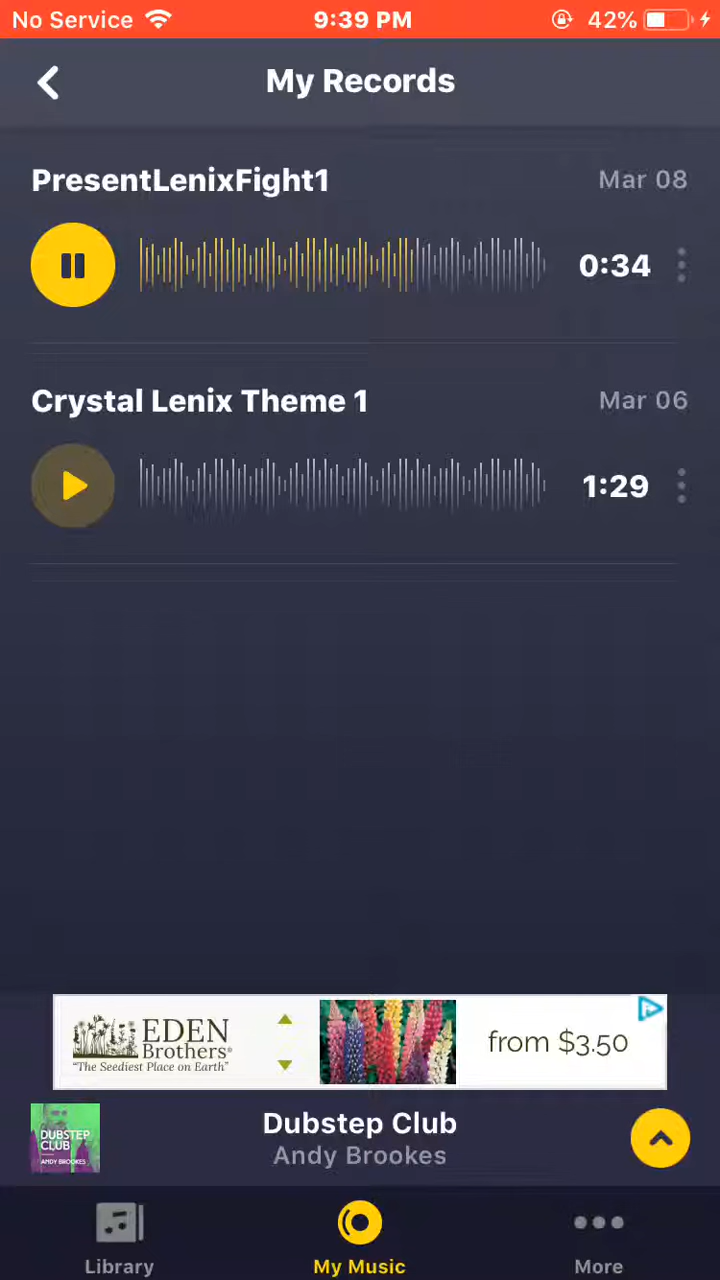 No Service 9:39 PM 42%
My Records
PresentLenixFight1 Mar 08
0:34
Crystal Lenix Theme 1 Mar 06
1:29
EDEN
Brothers®
"The Seediest Place on Earth"
from $3.50
DUBSTEP
CLUB
ANDY BROOKES
Dubstep Club
Andy Brookes
Library My Music More